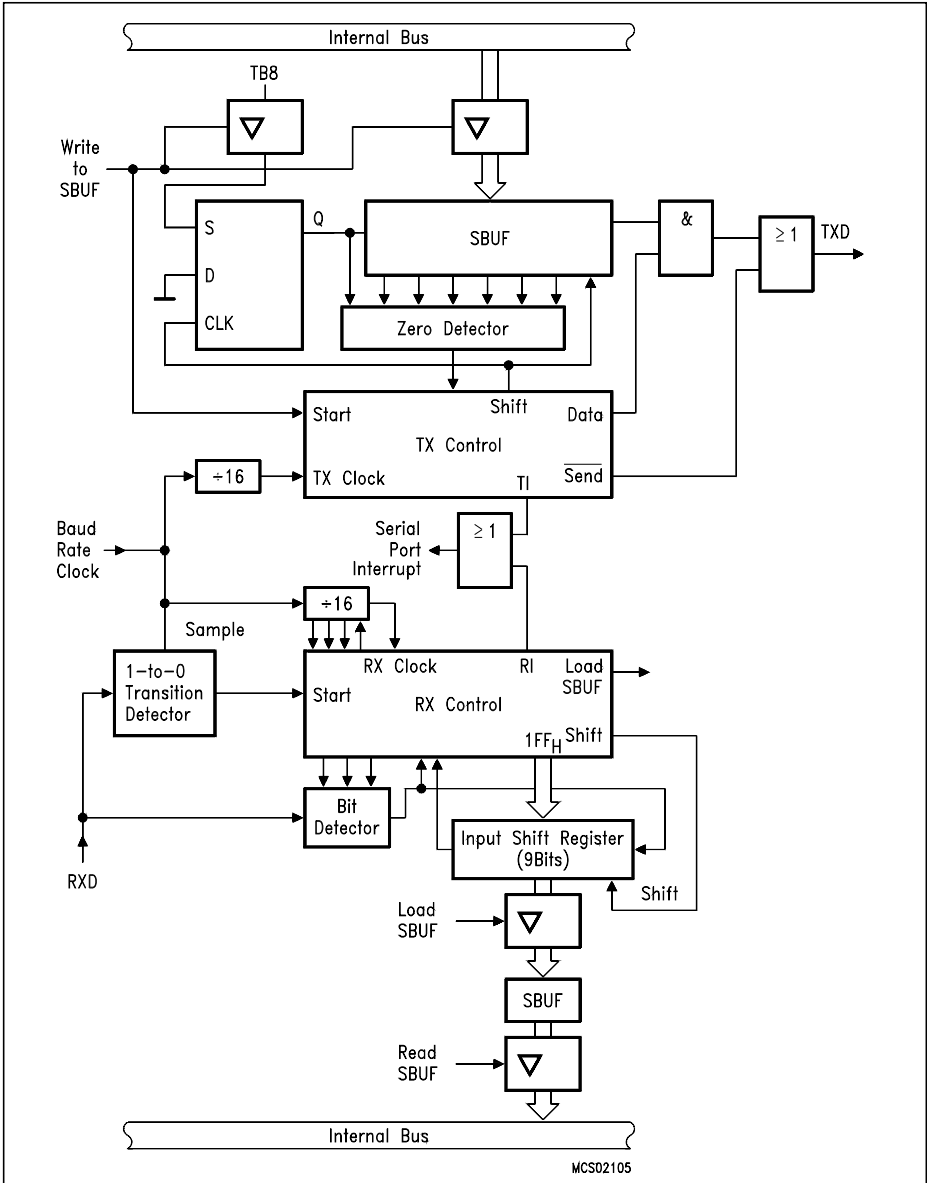 Internal Bus
TB8
Write
to
SBUF
S
Q
D
CLK
SBUF
&
≥1
TXD
Zero Detector
Shift
Start
Data
TX Control
÷16
TX Clock
TI
S̅e̅n̅d̅
Baud
Rate
Clock
Serial
Port
Interrupt
≥1
÷16
Sample
1-to-0
Transition
Detector
RX Clock
RI
Load
SBUF
Start
RX Control
1FFH
Shift
Bit
Detector
Input Shift Register
(9Bits)
RXD
Shift
Load
SBUF
SBUF
Read
SBUF
Internal Bus
MCS02105